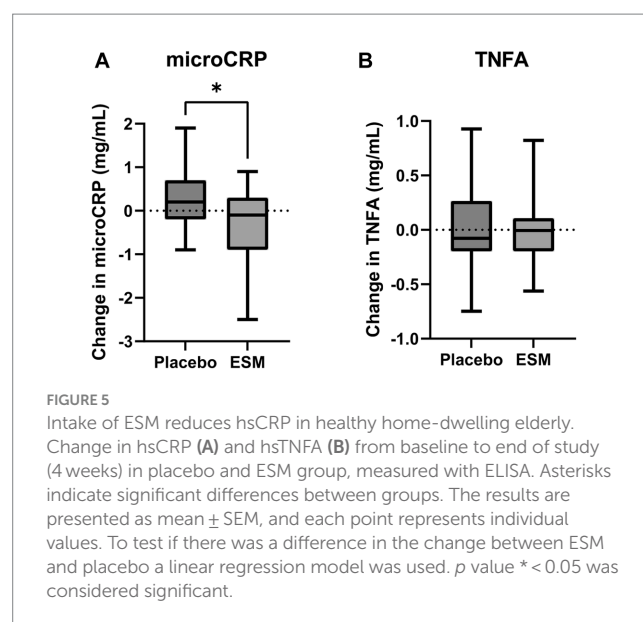 A
microCRP
B
TNFA
*
Change in microCRP (mg/mL)
2
1
0
-1
-2
-3
Placebo
ESM
Change in TNFA (mg/mL)
1.0
0.5
0.0
-0.5
-1.0
Placebo
ESM
FIGURE 5
Intake of ESM reduces hsCRP in healthy home-dwelling elderly.
Change in hsCRP (A) and hsTNFA (B) from baseline to end of study
(4 weeks) in placebo and ESM group, measured with ELISA. Asterisks
indicate significant differences between groups. The results are
presented as mean ± SEM, and each point represents individual
values. To test if there was a difference in the change between ESM
and placebo a linear regression model was used. p value * < 0.05 was
considered significant.